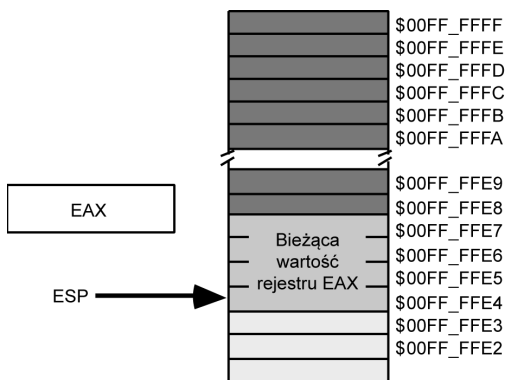 $00FF_FFFF
$00FF_FFFE
$00FF_FFFD
$00FF_FFFC
$00FF_FFFB
$00FF_FFFA
$00FF_FFE9
$00FF_FFE8
$00FF_FFE7
$00FF_FFE6
$00FF_FFE5
$00FF_FFE4
$00FF_FFE3
$00FF_FFE2
EAX
Bieżąca
wartość
rejestru EAX
ESP